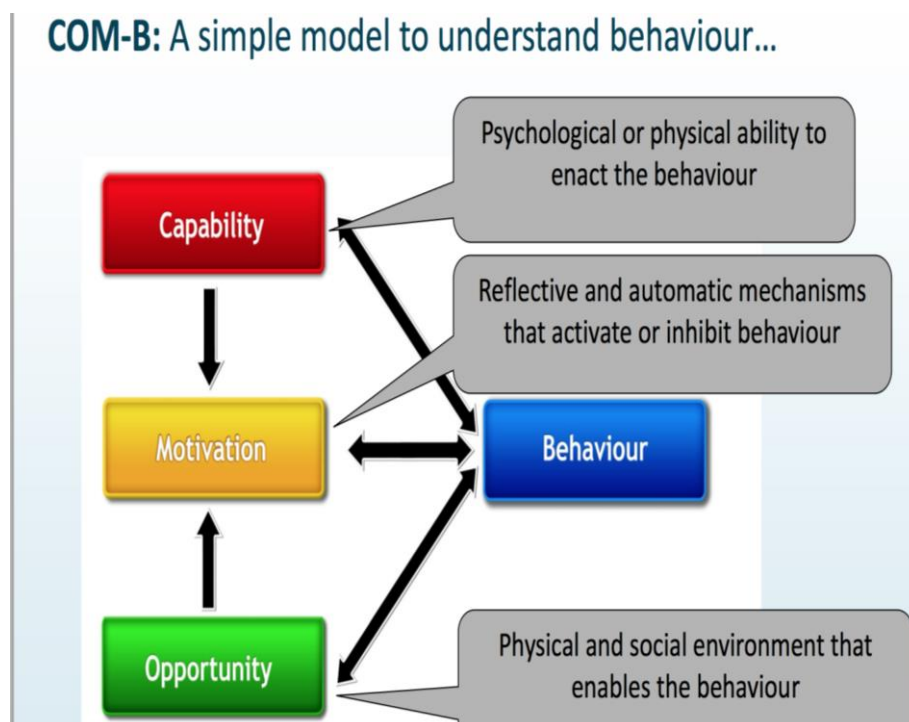 COM-B: A simple model to understand behaviour...
Psychological or physical ability to
enact the behaviour
Capability
Reflective and automatic mechanisms
that activate or inhibit behaviour
Motivation
Behaviour
Physical and social environment that
enables the behaviour
Opportunity